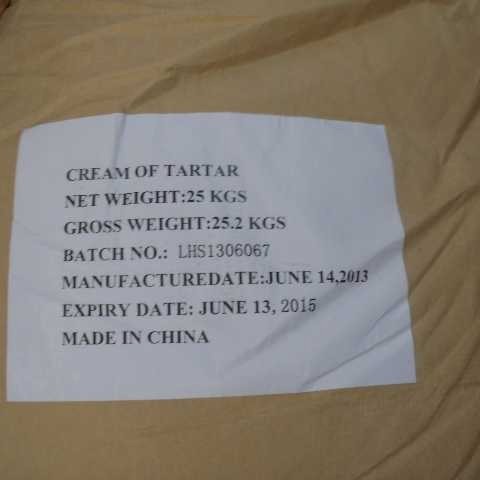 CREAM OF TARTAR
NET WEIGHT:25 KGS
GROSS WEIGHT:25.2 KGS
BATCH NO.: LHS1306067
MANUFACTUREDATE:JUNE 14,2013
EXPIRY DATE: JUNE 13, 2015
MADE IN CHINA